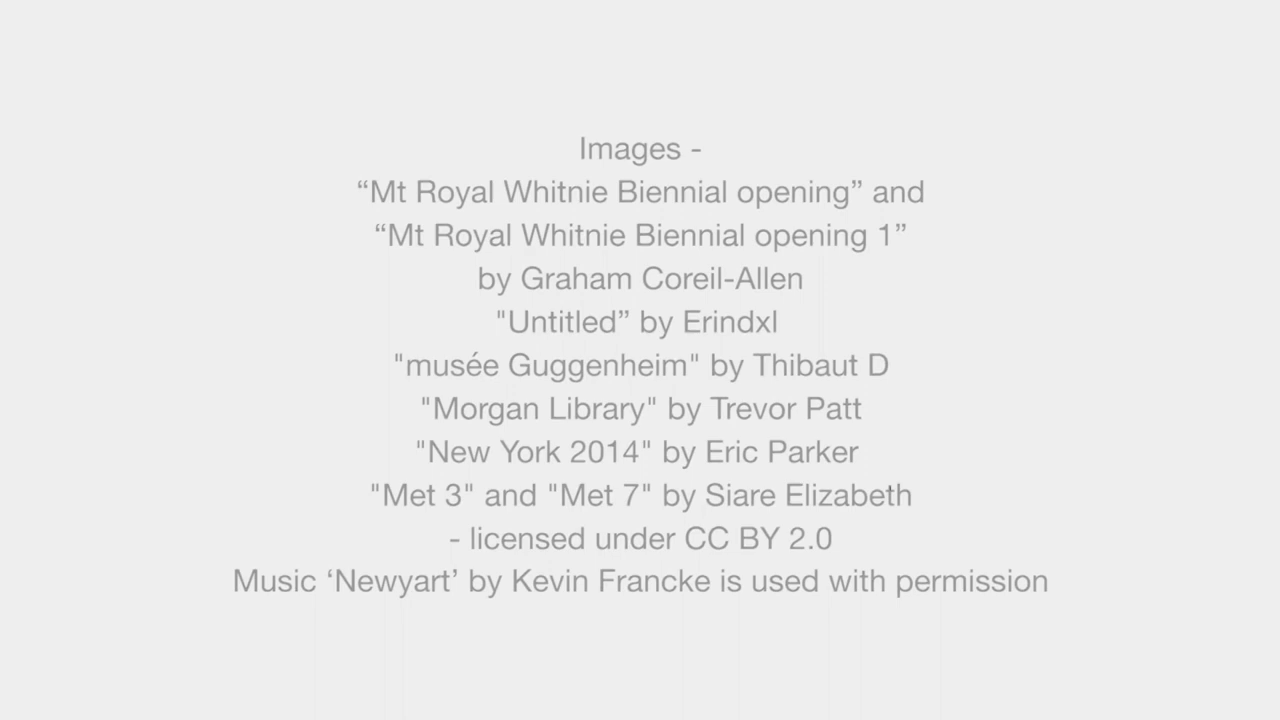 Images -
“Mt Royal Whitnie Biennial opening” and
“Mt Royal Whitnie Biennial opening 1”
by Graham Coreil-Allen
"Untitled” by Erindxl
"musée Guggenheim" by Thibaut D
"Morgan Library" by Trevor Patt
"New York 2014" by Eric Parker
"Met 3" and "Met 7" by Siare Elizabeth
- licensed under CC BY 2.0
Music ‘Newyart’ by Kevin Francke is used with permission